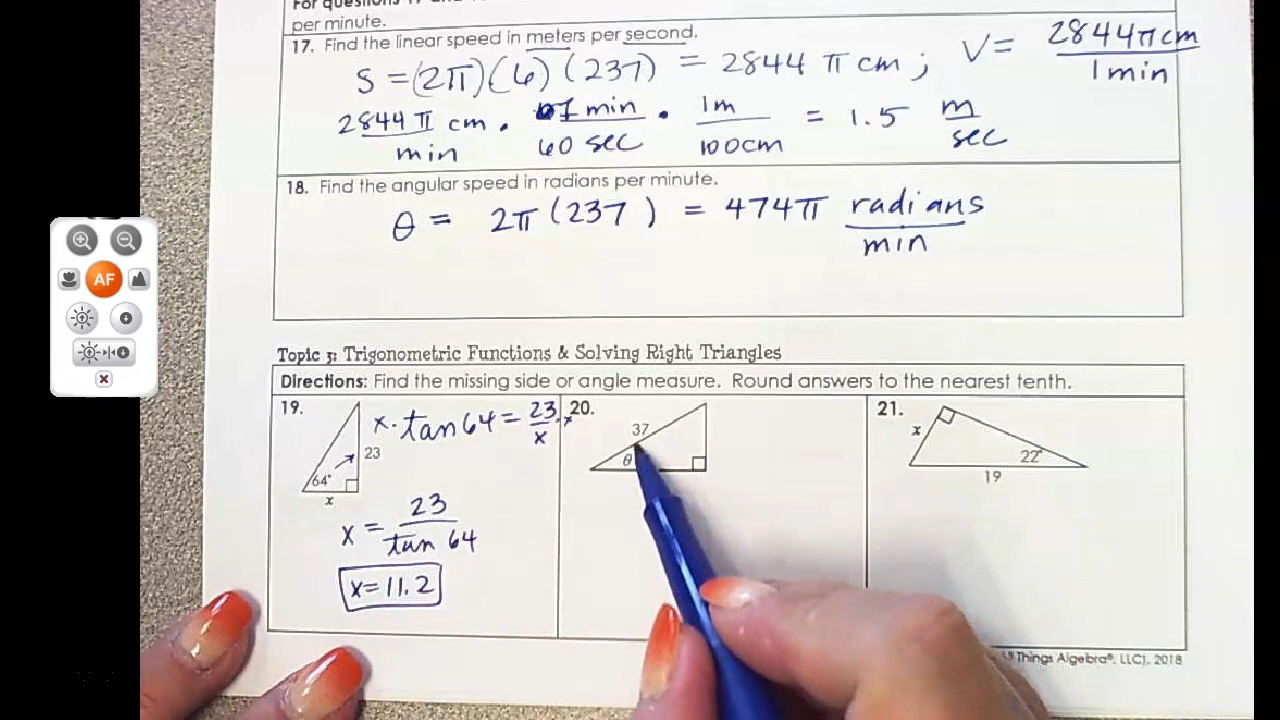 per minute.
17. Find the linear speed in meters per second.
S = (2π)(6)(237) = 2844 π cm ; V = 2844π cm / 1 min
2844 π cm / min · 1 min / 60 sec · 1m / 100cm = 1.5 m / sec
18. Find the angular speed in radians per minute.
θ = 2π (237) = 474π radians / min
Topic 3: Trigonometric Functions & Solving Right Triangles
Directions: Find the missing side or angle measure. Round answers to the nearest tenth.
19.
x · tan 64 = 23 / x · x
23
64°
x
x = 23 / tan 64
x = 11.2
20.
37
θ
21.
x
22°
19
Things Algebra®, LLC), 2018
AF